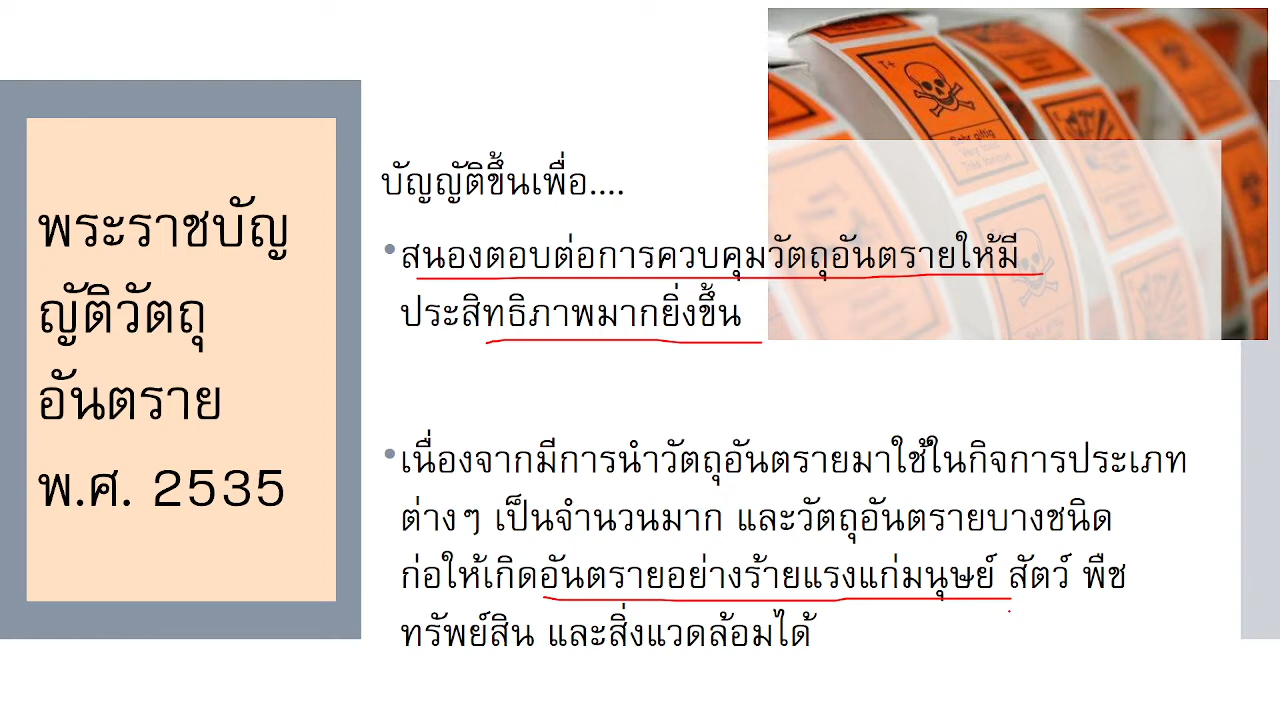 พระราชบัญ
ญัติวัตถุ
อันตราย
พ.ศ. 2535
บัญญัติขึ้นเพื่อ....
•สนองตอบต่อการควบคุมวัตถุอันตรายให้มี
ประสิทธิภาพมากยิ่งขึ้น
•เนื่องจากมีการนำวัตถุอันตรายมาใช้ในกิจการประเภท
ต่างๆ เป็นจำนวนมาก และวัตถุอันตรายบางชนิด
ก่อให้เกิดอันตรายอย่างร้ายแรงแก่มนุษย์ สัตว์ พืช
ทรัพย์สิน และสิ่งแวดล้อมได้
T+
Sehr giftig
Very toxic
Très toxique